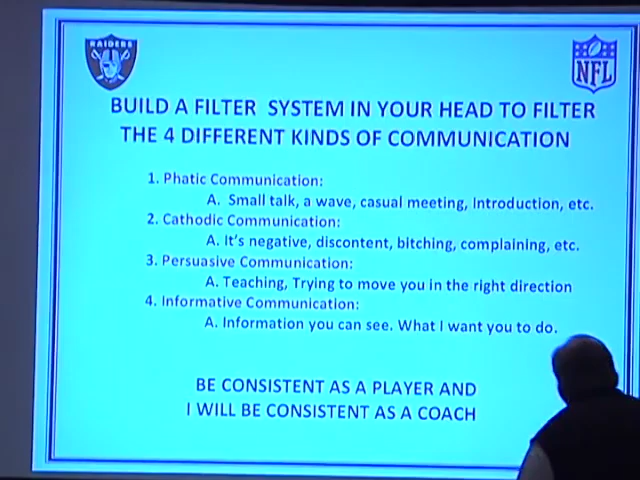 RAIDERS
NFL
BUILD A FILTER SYSTEM IN YOUR HEAD TO FILTER
THE 4 DIFFERENT KINDS OF COMMUNICATION
1. Phatic Communication:
A. Small talk, a wave, casual meeting, Introduction, etc.
2. Cathodic Communication:
A. It's negative, discontent, bitching, complaining, etc.
3. Persuasive Communication:
A. Teaching, Trying to move you in the right direction
4. Informative Communication:
A. Information you can see. What I want you to do.
BE CONSISTENT AS A PLAYER AND
I WILL BE CONSISTENT AS A COACH